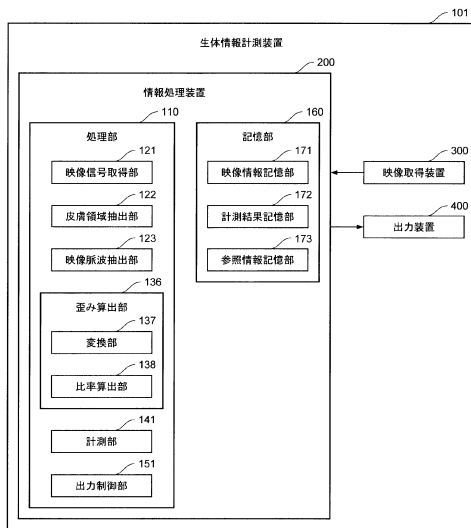 101
生体情報計測装置
200
情報処理装置
110
処理部
121
映像信号取得部
122
皮膚領域抽出部
123
映像脈波抽出部
136
歪み算出部
137
変換部
138
比率算出部
141
計測部
151
出力制御部
160
記憶部
171
映像情報記憶部
172
計測結果記憶部
173
参照情報記憶部
300
映像取得装置
400
出力装置